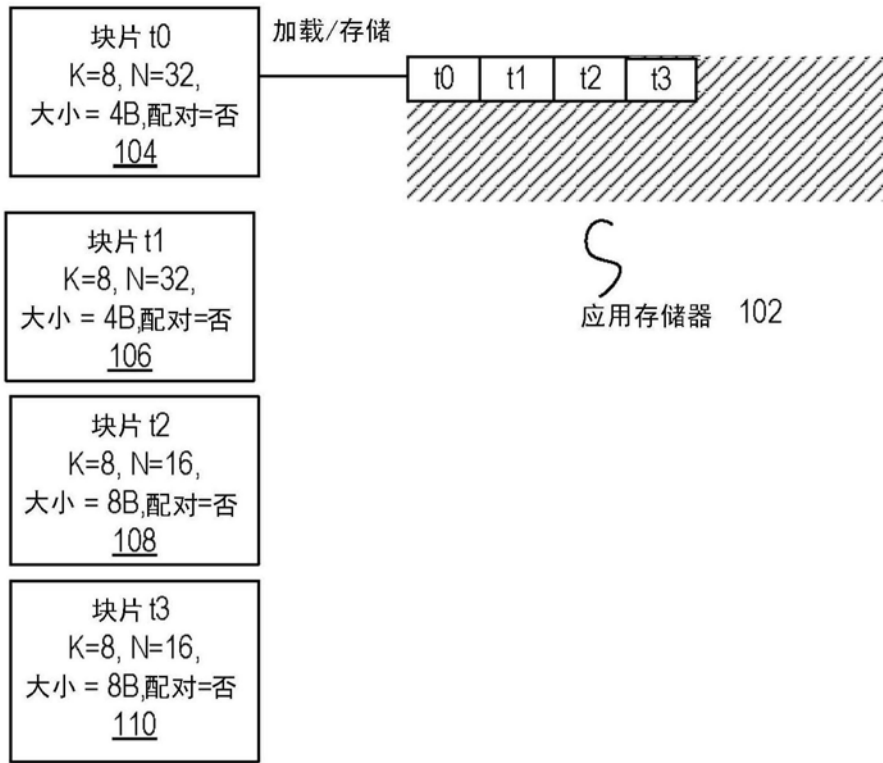 块片 t0
K=8, N=32,
大小 = 4B,配对=否
104
加载/存储
t0 t1 t2 t3
块片 t1
K=8, N=32,
大小 = 4B,配对=否
106
应用存储器 102
块片 t2
K=8, N=16,
大小 = 8B,配对=否
108
块片 t3
K=8, N=16,
大小 = 8B,配对=否
110